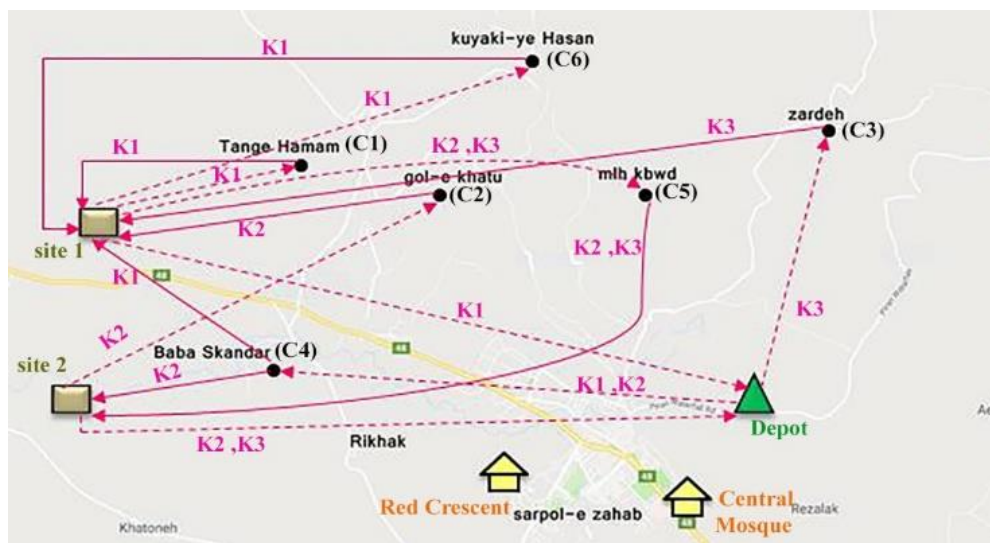 kuyaki-ye Hasan
(C6)
K1
K1
zardeh
(C3)
K3
K1
Tange Hamam (C1)
K2 ,K3
K1
gol-e khatu
(C2)
mlh kbwd
(C5)
K2
K2 ,K3
site 1
K1
48
K1
K3
K2
48
site 2
Baba Skandar (C4)
K2
K1 ,K2
Depot
K2 ,K3
Rikhak
48
Red Crescent
sarpol-e zahab
Central
Mosque
48
Rezalak
Khatoneh